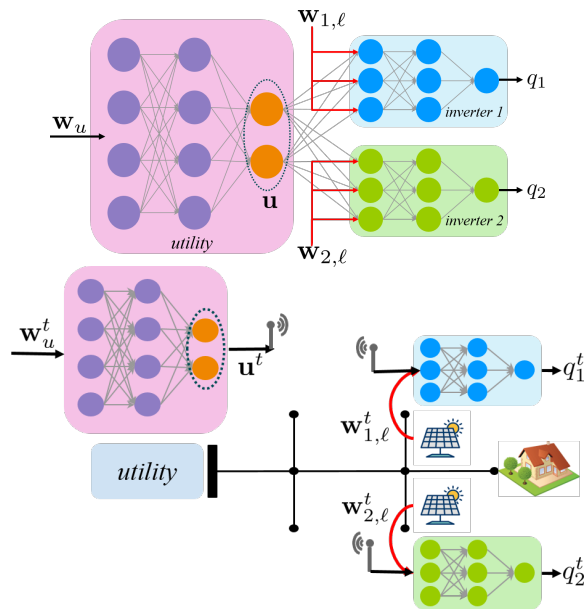 𝐰_{1,ℓ}
q_1
inverter 1
𝐰_u
𝐮
utility
q_2
inverter 2
𝐰_{2,ℓ}
𝐰_u^t
𝐮^t
q_1^t
𝐰_{1,ℓ}^t
utility
𝐰_{2,ℓ}^t
q_2^t